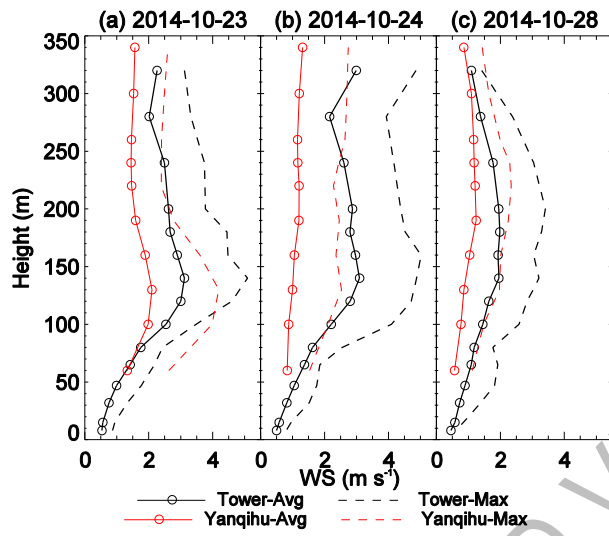 (a) 2014-10-23 (b) 2014-10-24 (c) 2014-10-28
350
300
250
240
150
100
50
0
Height (m)
0 2 4 0 2 4 0 2 4
WS (m s⁻¹)
Tower-Avg Tower-Max
Yanqihu-Avg Yanqihu-Max